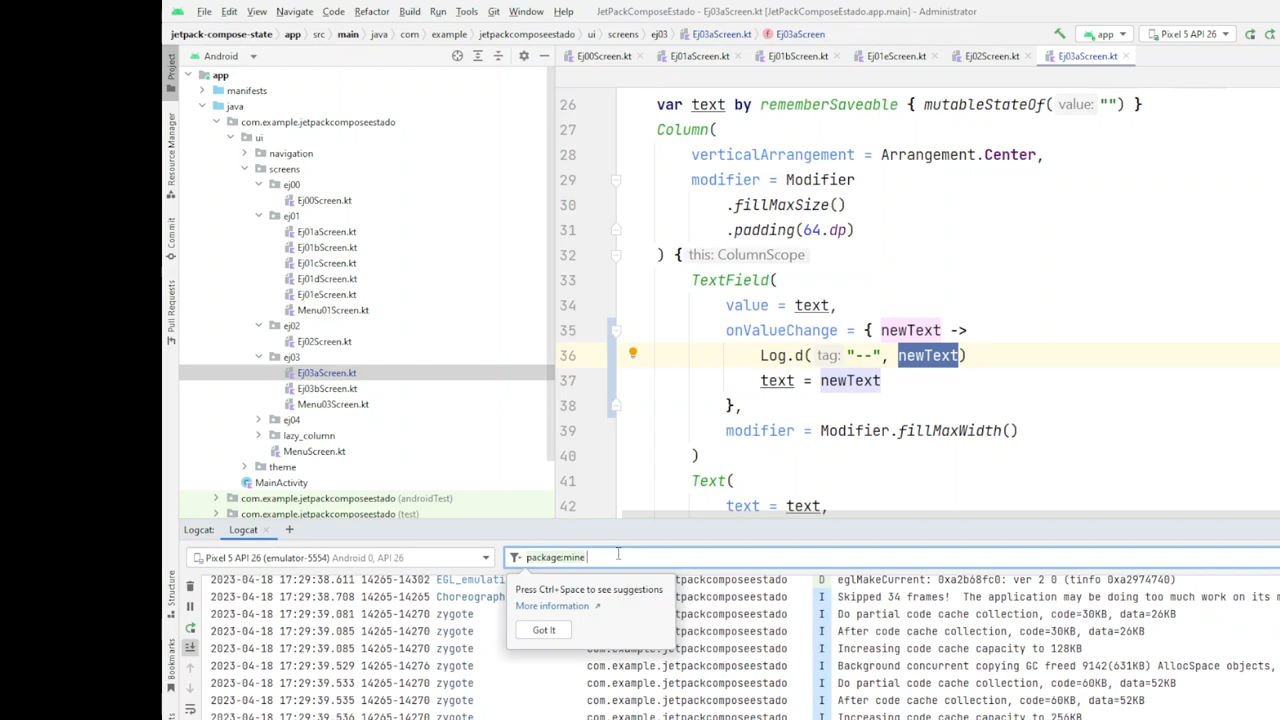 File Edit View Navigate Code Refactor Build Run Tools Git Window Help JetPackComposeEstado - Ej03aScreen.kt [JetPackComposeEstado.app.main] - Administrator
jetpack-compose-state app src main java com example jetpackcomposeestado ui screens ej03 Ej03aScreen.kt Ej03aScreen app Pixel 5 API 26
Android Ej00Screen.kt Ej01aScreen.kt Ej01bScreen.kt Ej01eScreen.kt Ej02Screen.kt Ej03aScreen.kt
Project
Resource Manager
Commit
Pull Requests
Structure
Bookmarks
app
manifests
java
com.example.jetpackcomposeestado
ui
navigation
screens
ej00
Ej00Screen.kt
ej01
Ej01aScreen.kt
Ej01bScreen.kt
Ej01cScreen.kt
Ej01dScreen.kt
Ej01eScreen.kt
Menu01Screen.kt
ej02
Ej02Screen.kt
ej03
Ej03aScreen.kt
Ej03bScreen.kt
Menu03Screen.kt
ej04
lazy_column
MenuScreen.kt
theme
MainActivity
com.example.jetpackcomposeestado (androidTest)
com.example.jetpackcomposeestado (test)
26 var text by rememberSaveable { mutableStateOf( value: "") }
27 Column(
28 verticalArrangement = Arrangement.Center,
29 modifier = Modifier
30 .fillMaxSize()
31 .padding(64.dp)
32 ) { this: ColumnScope
33 TextField(
34 value = text,
35 onValueChange = { newText ->
36 Log.d( tag: "--", newText)
37 text = newText
38 },
39 modifier = Modifier.fillMaxWidth()
40 )
41 Text(
42 text = text,
Logcat: Logcat
Pixel 5 API 26 (emulator-5554) Android 0, API 26 package:mine
Press Ctrl+Space to see suggestions
More information
Got It
2023-04-18 17:29:38.611 14265-14302 EGL_emulati etpackcomposeestado D eglMakeCurrent: 0xa2b68fc0: ver 2 0 (tinfo 0xa2974740)
2023-04-18 17:29:38.708 14265-14265 Choreograph etpackcomposeestado I Skipped 34 frames! The application may be doing too much work on its m
2023-04-18 17:29:39.081 14265-14270 zygote etpackcomposeestado I Do partial code cache collection, code=30KB, data=26KB
2023-04-18 17:29:39.085 14265-14270 zygote etpackcomposeestado I After code cache collection, code=30KB, data=26KB
2023-04-18 17:29:39.085 14265-14270 zygote etpackcomposeestado I Increasing code cache capacity to 128KB
2023-04-18 17:29:39.529 14265-14276 zygote com.example.jetpackcomposeestado I Background concurrent copying GC freed 9142(631KB) AllocSpace objects,
2023-04-18 17:29:39.533 14265-14270 zygote com.example.jetpackcomposeestado I Do partial code cache collection, code=60KB, data=52KB
2023-04-18 17:29:39.535 14265-14270 zygote com.example.jetpackcomposeestado I After code cache collection, code=60KB, data=52KB
2023-04-18 17:29:39.536 14265-14270 zygote com.example.jetpackcomposeestado I Increasing code cache capacity to 256KB